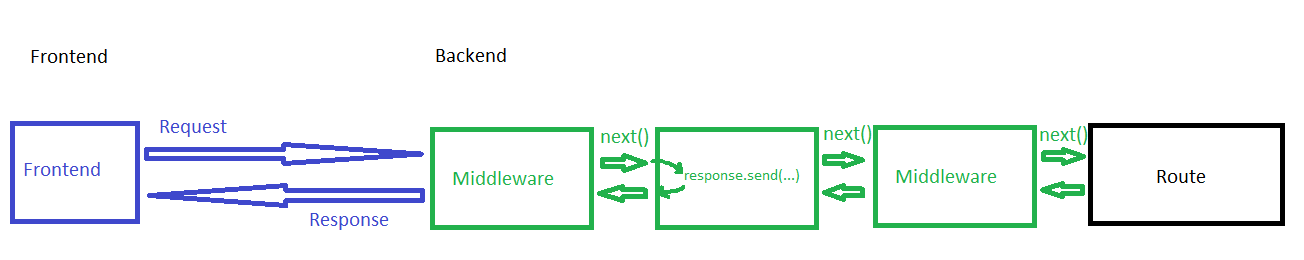 Frontend
Backend
Request
next()
next()
next()
Frontend
Middleware
response.send(...)
Middleware
Route
Response